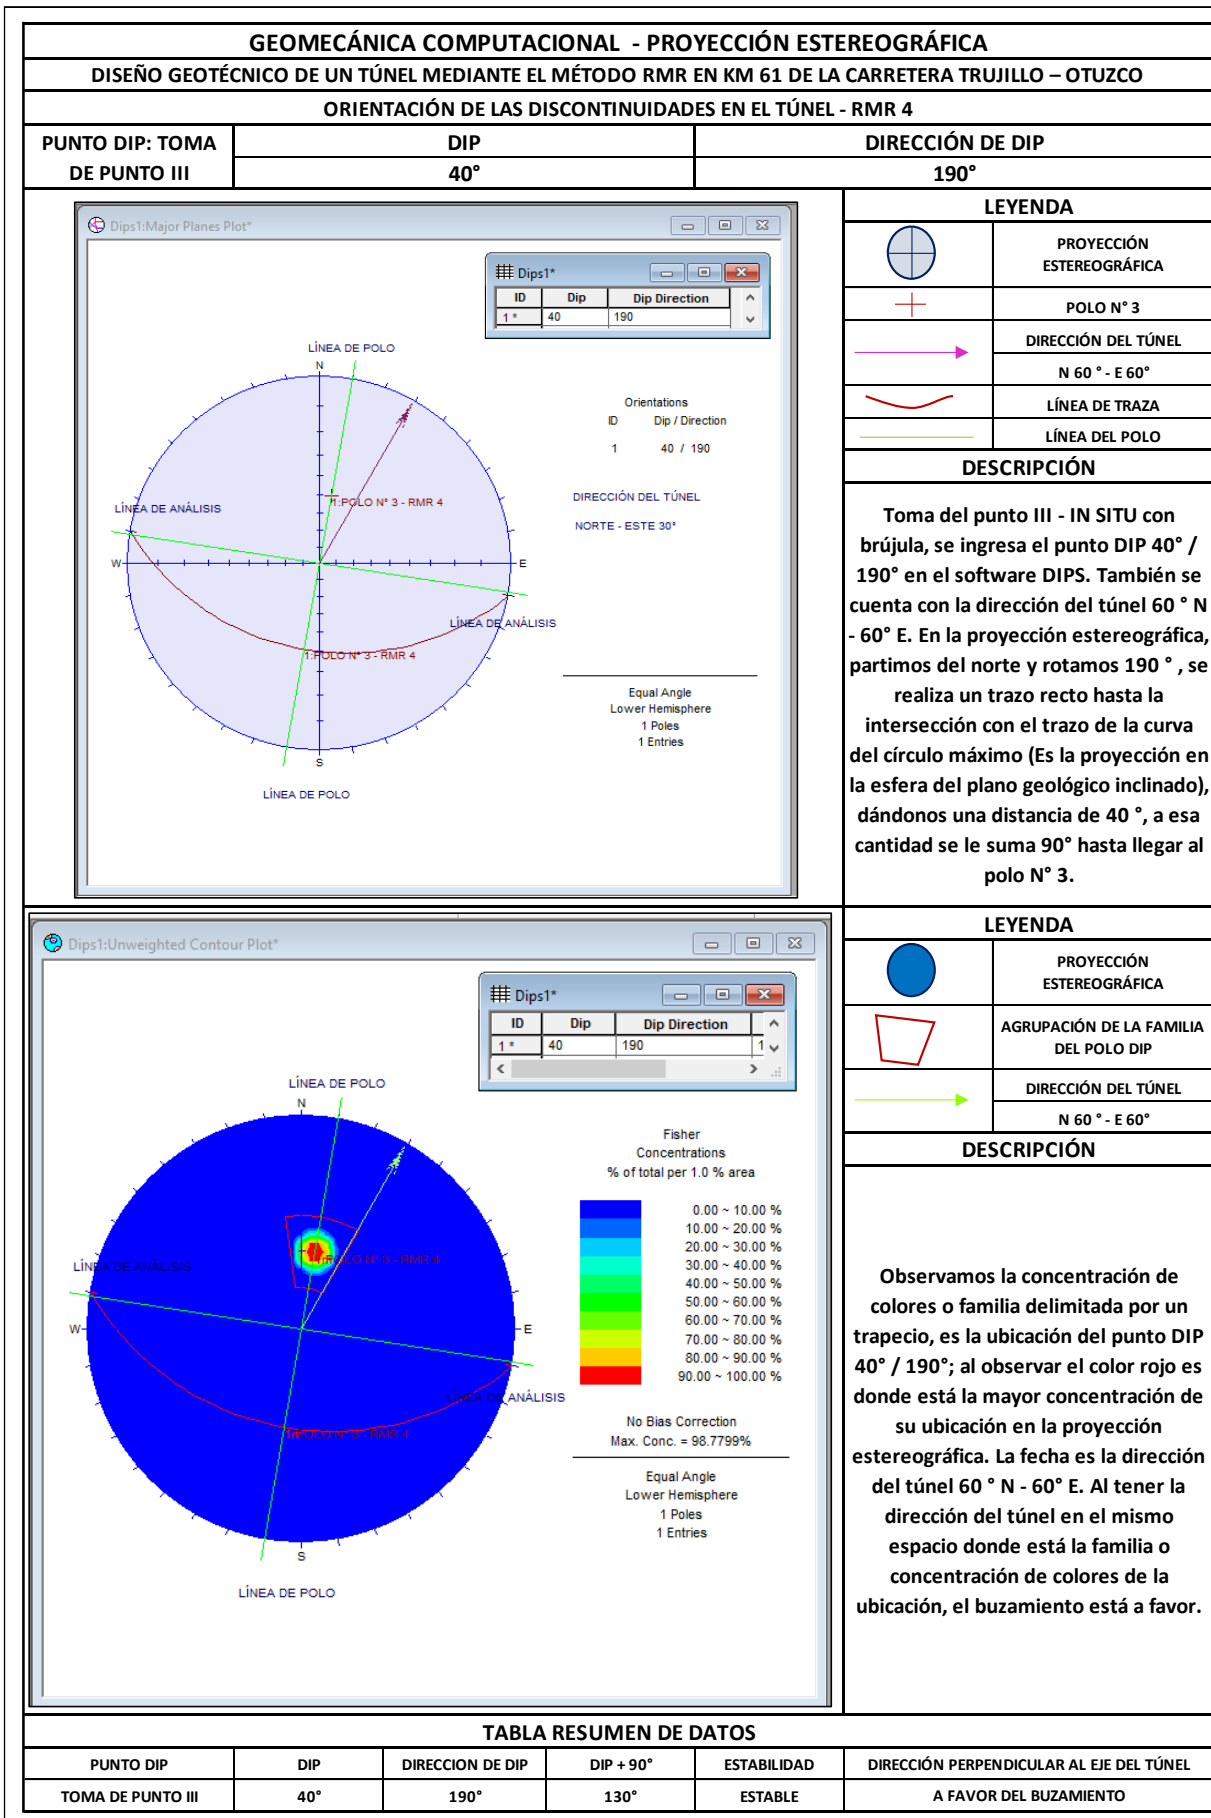 GEOMECÁNICA COMPUTACIONAL - PROYECCIÓN ESTEREOGRÁFICA
DISEÑO GEOTÉCNICO DE UN TÚNEL MEDIANTE EL MÉTODO RMR EN KM 61 DE LA CARRETERA TRUJILLO – OTUZCO
ORIENTACIÓN DE LAS DISCONTINUIDADES EN EL TÚNEL - RMR 4
PUNTO DIP: TOMA DE PUNTO III
DIP
DIRECCIÓN DE DIP
40°
190°
Dips1:Major Planes Plot*
Dips1*
ID Dip Dip Direction
1 * 40 190
LÍNEA DE POLO
N
Orientations
ID Dip / Direction
1 40 / 190
1:POLO N° 3 - RMR 4
DIRECCIÓN DEL TÚNEL
NORTE - ESTE 30°
LÍNEA DE ANÁLISIS
W
E
LÍNEA DE ANÁLISIS
1:POLO N° 3 - RMR 4
Equal Angle
Lower Hemisphere
1 Poles
1 Entries
S
LÍNEA DE POLO
LEYENDA
PROYECCIÓN
ESTEREOGRÁFICA
POLO N° 3
DIRECCIÓN DEL TÚNEL
N 60 ° - E 60°
LÍNEA DE TRAZA
LÍNEA DEL POLO
DESCRIPCIÓN
Toma del punto III - IN SITU con
brújula, se ingresa el punto DIP 40° /
190° en el software DIPS. También se
cuenta con la dirección del túnel 60 ° N
- 60° E. En la proyección estereográfica,
partimos del norte y rotamos 190 ° , se
realiza un trazo recto hasta la
intersección con el trazo de la curva
del círculo máximo (Es la proyección en
la esfera del plano geológico inclinado),
dándonos una distancia de 40 °, a esa
cantidad se le suma 90° hasta llegar al
polo N° 3.
Dips1:Unweighted Contour Plot*
Dips1*
ID Dip Dip Direction
1 * 40 190 1
LÍNEA DE POLO
N
Fisher
Concentrations
% of total per 1.0 % area
0.00 ~ 10.00 %
10.00 ~ 20.00 %
20.00 ~ 30.00 %
30.00 ~ 40.00 %
40.00 ~ 50.00 %
50.00 ~ 60.00 %
60.00 ~ 70.00 %
70.00 ~ 80.00 %
80.00 ~ 90.00 %
90.00 ~ 100.00 %
POLO N° 3 - RMR 4
LÍNEA DE ANÁLISIS
W
E
LÍNEA DE ANÁLISIS
POLO N° 3 - RMR 4
No Bias Correction
Max. Conc. = 98.7799%
Equal Angle
Lower Hemisphere
1 Poles
1 Entries
S
LÍNEA DE POLO
LEYENDA
PROYECCIÓN
ESTEREOGRÁFICA
AGRUPACIÓN DE LA FAMILIA
DEL POLO DIP
DIRECCIÓN DEL TÚNEL
N 60 ° - E 60°
DESCRIPCIÓN
Observamos la concentración de
colores o familia delimitada por un
trapecio, es la ubicación del punto DIP
40° / 190°; al observar el color rojo es
donde está la mayor concentración de
su ubicación en la proyección
estereográfica. La fecha es la dirección
del túnel 60 ° N - 60° E. Al tener la
dirección del túnel en el mismo
espacio donde está la familia o
concentración de colores de la
ubicación, el buzamiento está a favor.
TABLA RESUMEN DE DATOS
PUNTO DIP DIP DIRECCION DE DIP DIP + 90° ESTABILIDAD DIRECCIÓN PERPENDICULAR AL EJE DEL TÚNEL
TOMA DE PUNTO III 40° 190° 130° ESTABLE A FAVOR DEL BUZAMIENTO